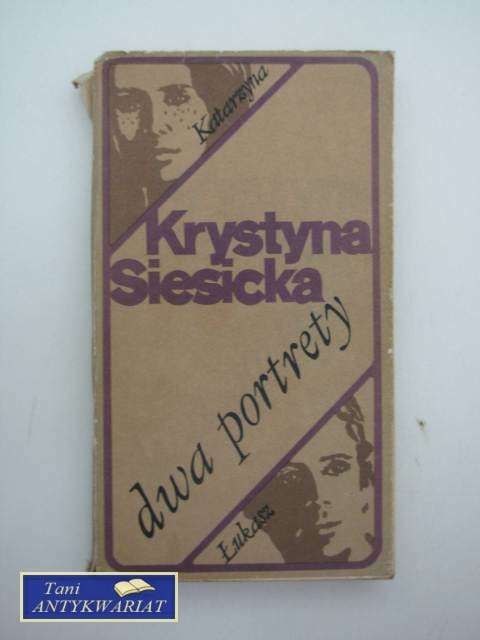 Katarzyna
Krystyna
Siesicka
dwa portrety
Łukasz
Tani
ANTYKWARIAT